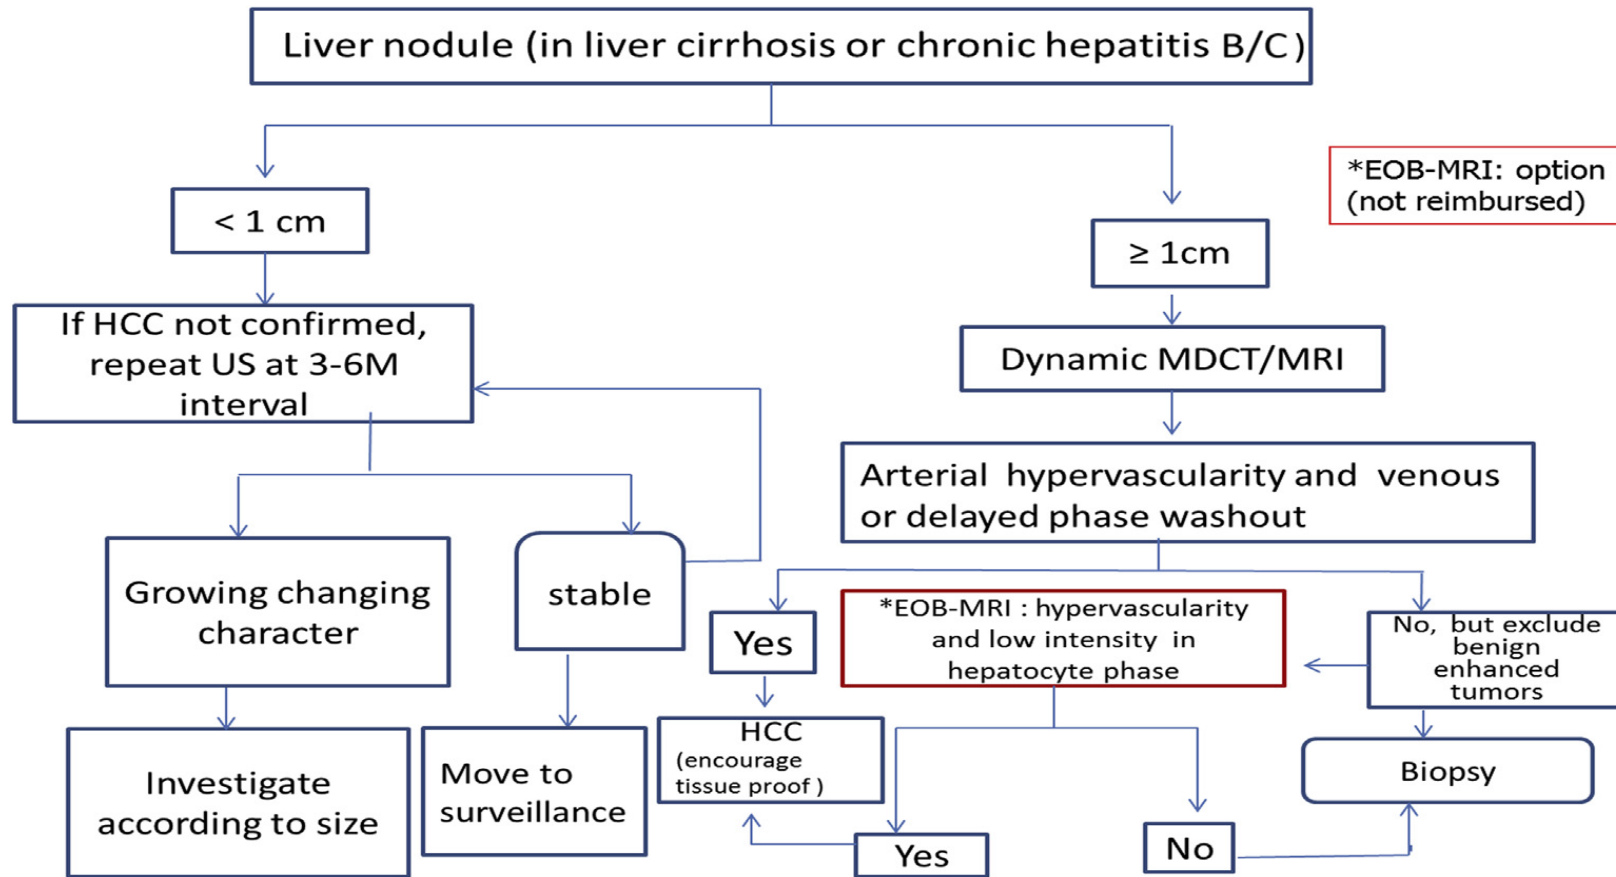 Liver nodule (in liver cirrhosis or chronic hepatitis B/C )
*EOB-MRI: option
(not reimbursed)
< 1 cm
≥ 1cm
If HCC not confirmed,
repeat US at 3-6M
interval
Dynamic MDCT/MRI
Arterial hypervascularity and venous
or delayed phase washout
Growing changing
character
stable
Yes
*EOB-MRI : hypervascularity
and low intensity in
hepatocyte phase
No, but exclude
benign
enhanced
tumors
Investigate
according to size
Move to
surveillance
HCC
(encourage
tissue proof )
Biopsy
Yes
No